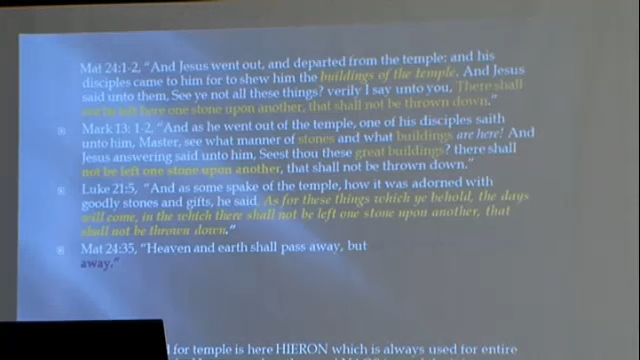 Mat 24:1-2, "And Jesus went out, and departed from the temple: and his
disciples came to him for to shew him the buildings of the temple. And Jesus
said unto them, See ye not all these things? verily I say unto you, There shall
not be left here one stone upon another, that shall not be thrown down."
Mark 13: 1-2, "And as he went out of the temple, one of his disciples saith
unto him, Master, see what manner of stones and what buildings are here! And
Jesus answering said unto him, Seest thou these great buildings? there shall
not be left one stone upon another, that shall not be thrown down."
Luke 21:5, "And as some spake of the temple, how it was adorned with
goodly stones and gifts, he said, As for these things which ye behold, the days
will come, in the which there shall not be left one stone upon another, that
shall not be thrown down."
Mat 24:35, "Heaven and earth shall pass away, but
away."
for temple is here HIERON which is always used for entire